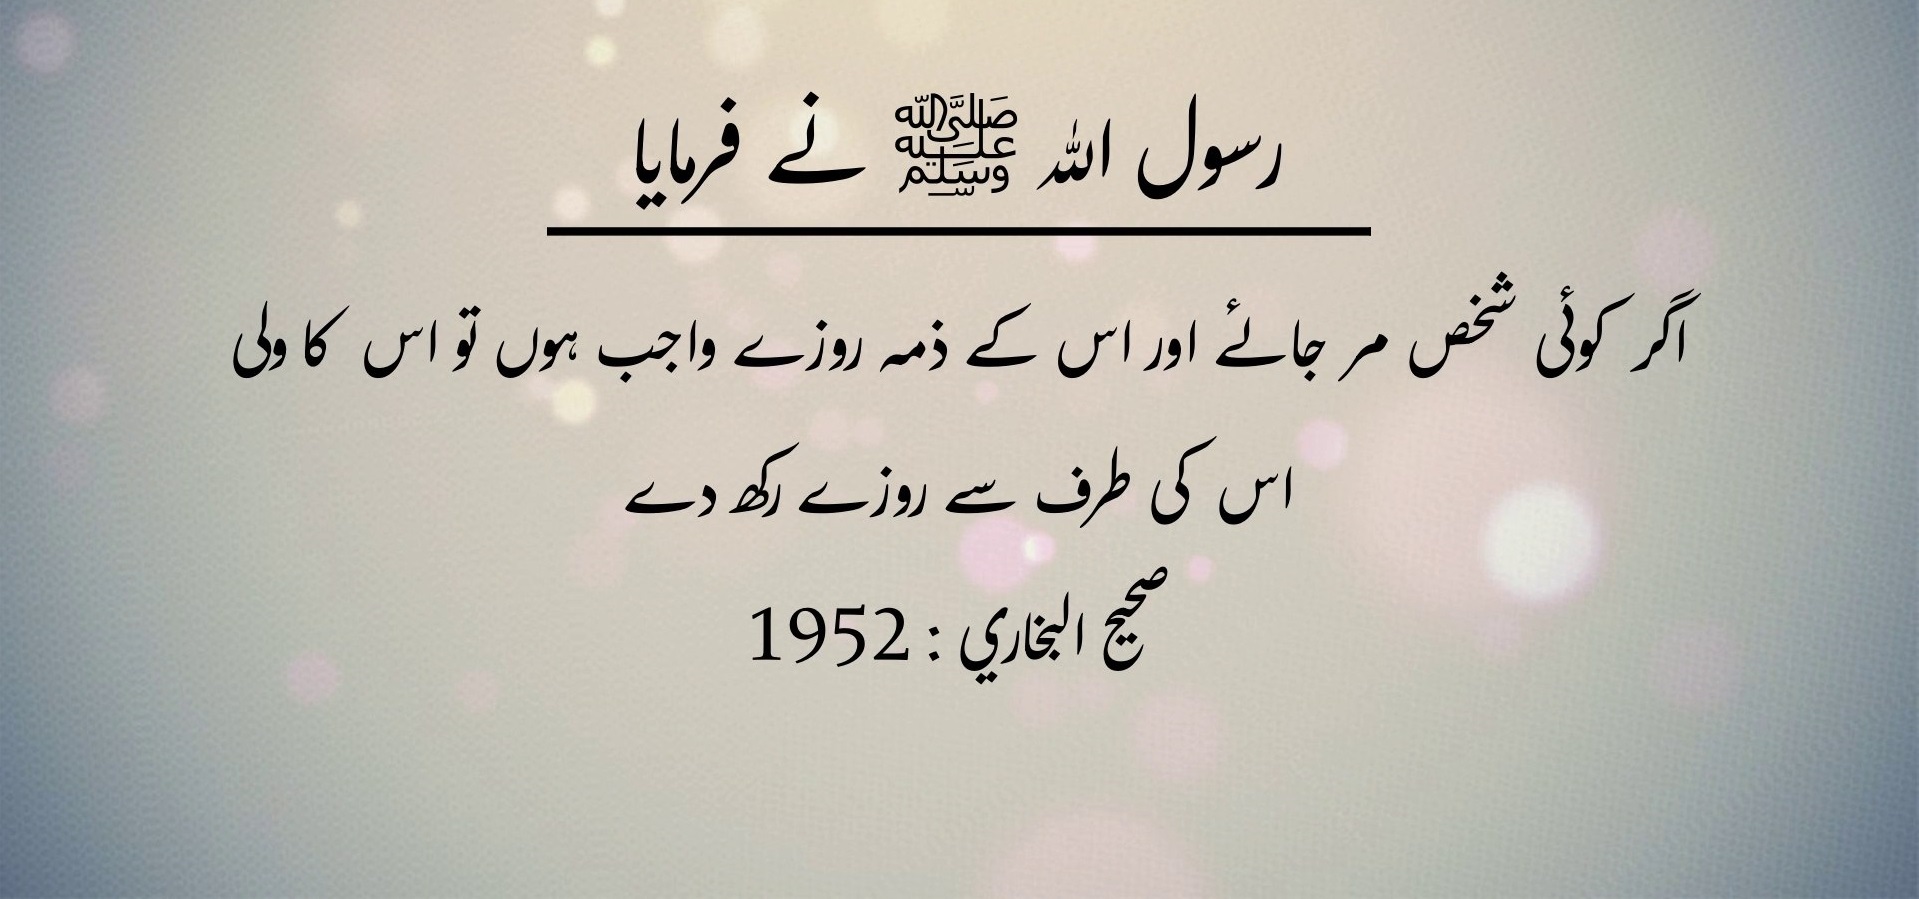 رسول اللہ ﷺ نے فرمایا
اگر کوئی شخص مر جائے اور اس کے ذمہ روزے واجب ہوں تو اس کا ولی
اس کی طرف سے روزے رکھ دے
صحيح البخاري : 1952